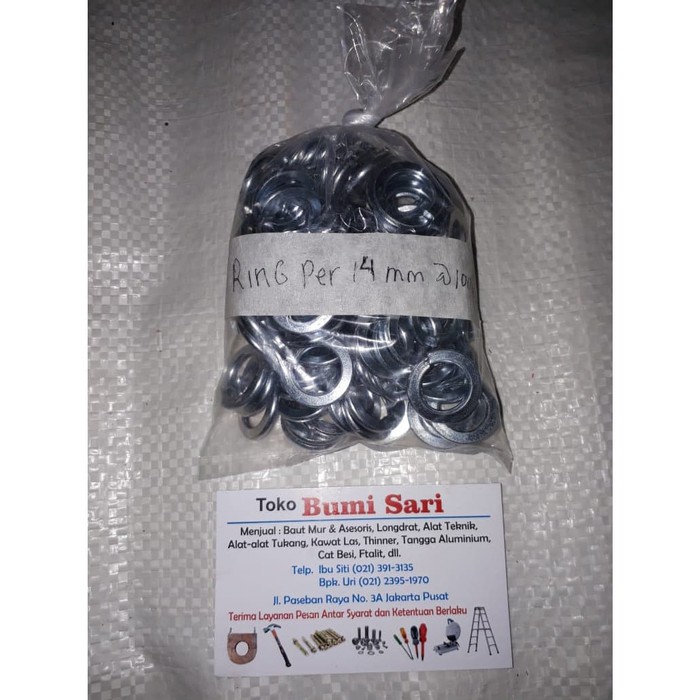 RING Per 14 mm @
Toko Bumi Sari
Menjual : Baut Mur & Asesoris, Longdrat, Alat Teknik,
Alat-alat Tukang, Kawat Las, Thinner, Tangga Aluminium,
Cat Besi, Ftalit, dll.
Telp. Ibu Siti (021) 391-3135
Bpk. Uri (021) 2395-1970
Jl. Paseban Raya No. 3A Jakarta Pusat
Terima Layanan Pesan Antar Syarat dan Ketentuan Berlaku